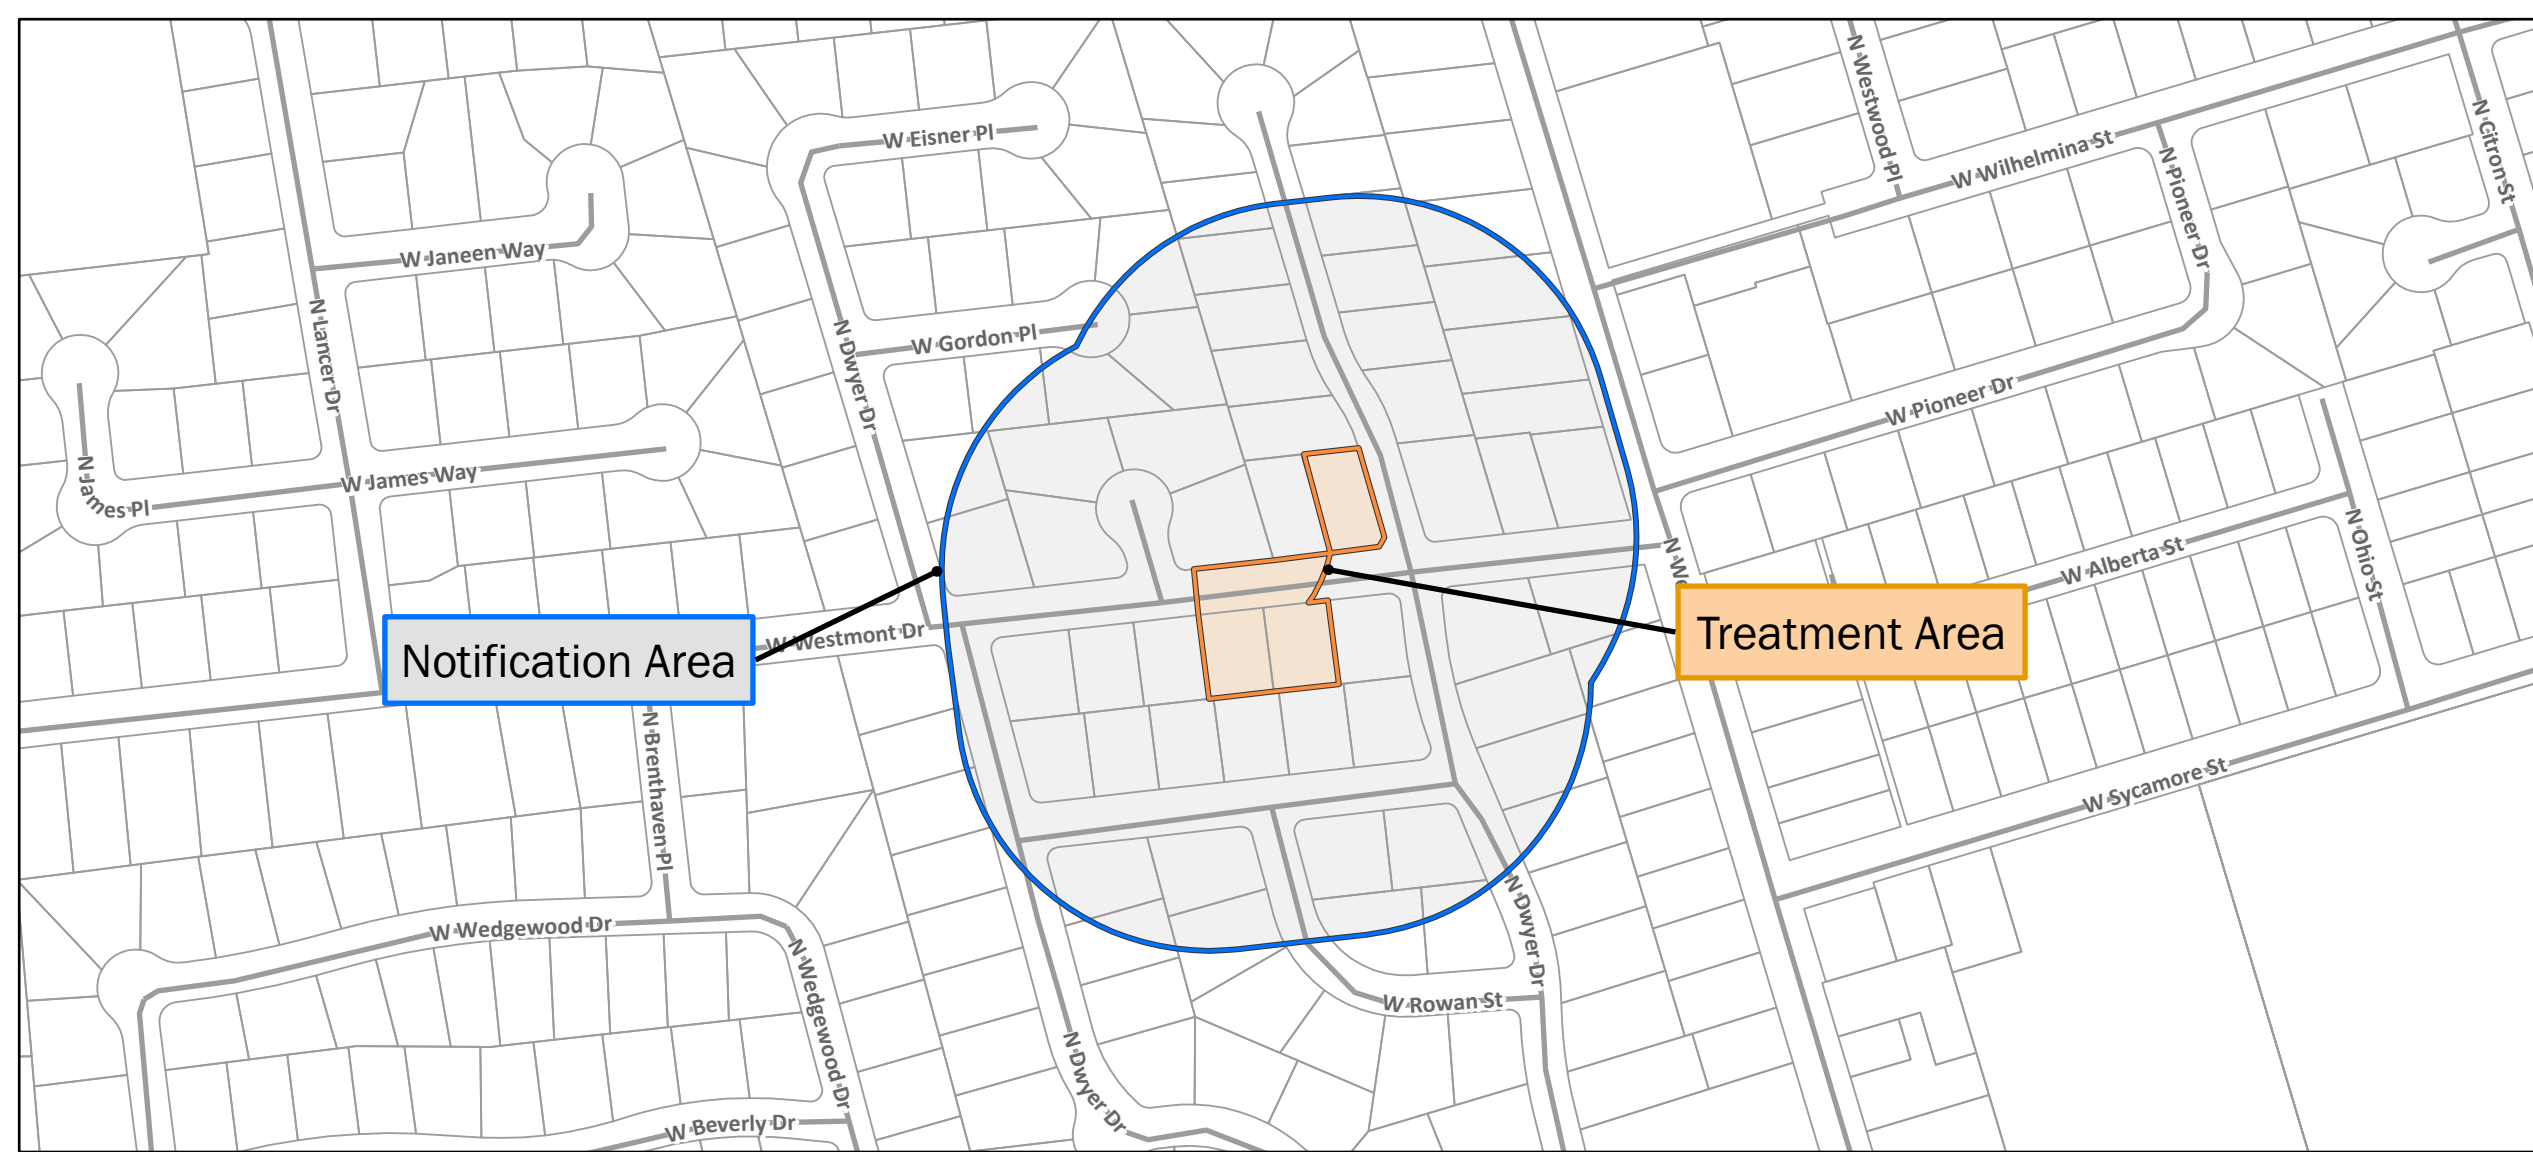 N Westwood Pl
N Citron St
W Eisner Pl
W Wilhelmina St
N Pioneer Dr
W Janeen Way
N Lancer Dr
N Dwyer Dr
W Gordon Pl
W Pioneer Dr
N James Pl
W James Way
N Ohio St
N We
W Alberta St
W Westmont Dr
Notification Area
Treatment Area
N Brenthaven Pl
W Sycamore St
W Wedgewood Dr
N Wedgewood Dr
N Dwyer Dr
W Rowan St
N Dwyer Dr
W Beverly Dr